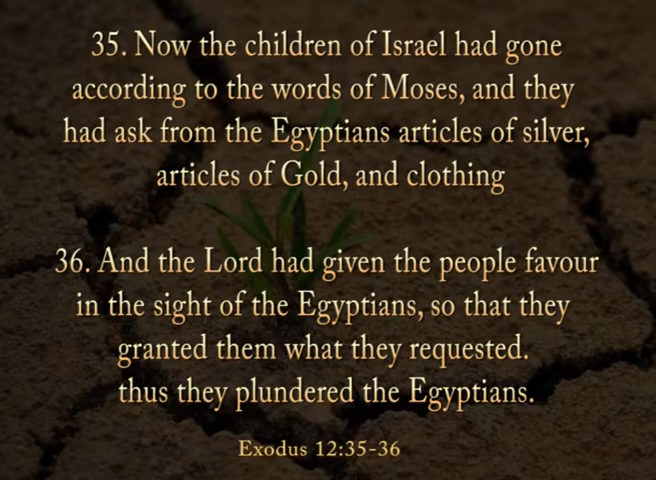 35. Now the children of Israel had gone
according to the words of Moses, and they
had ask from the Egyptians articles of silver,
articles of Gold, and clothing
36. And the Lord had given the people favour
in the sight of the Egyptians, so that they
granted them what they requested.
thus they plundered the Egyptians.
Exodus 12:35-36